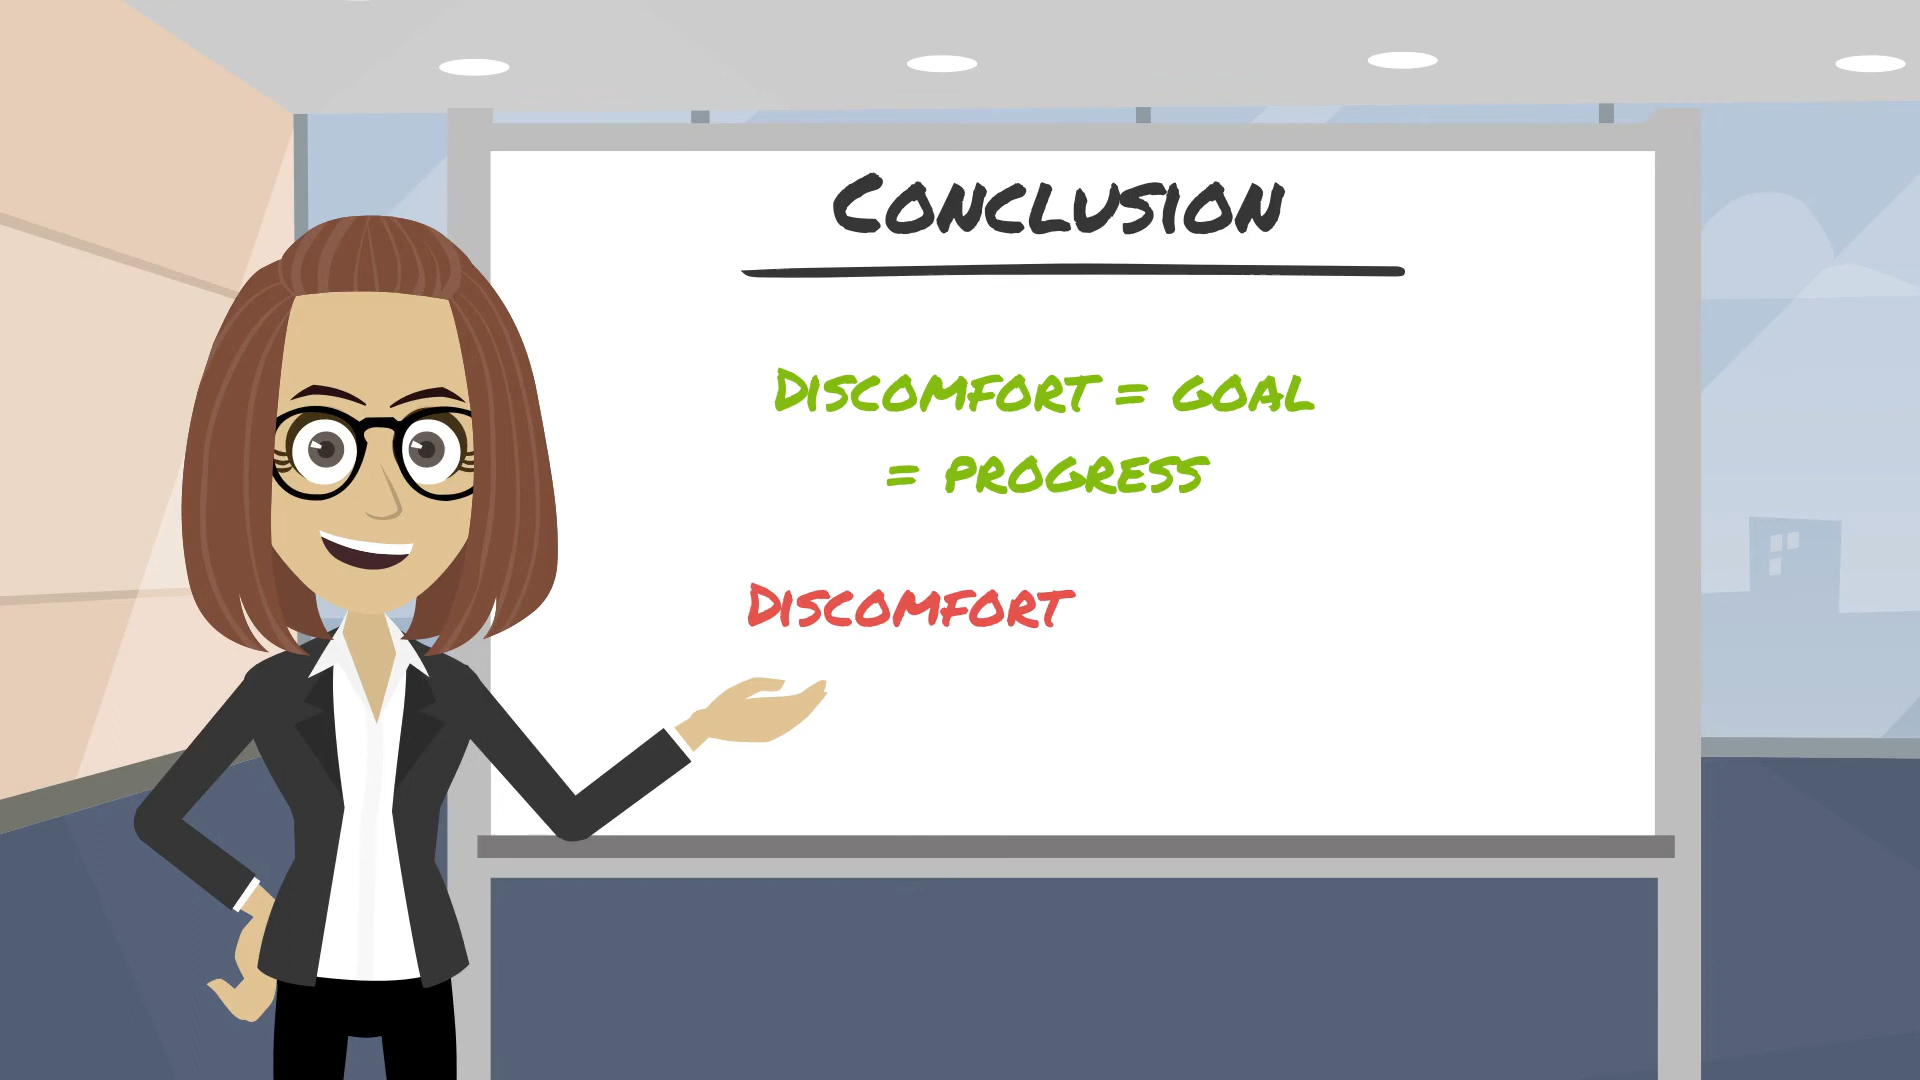 Conclusion
Discomfort = goal
= progress
Discomfort